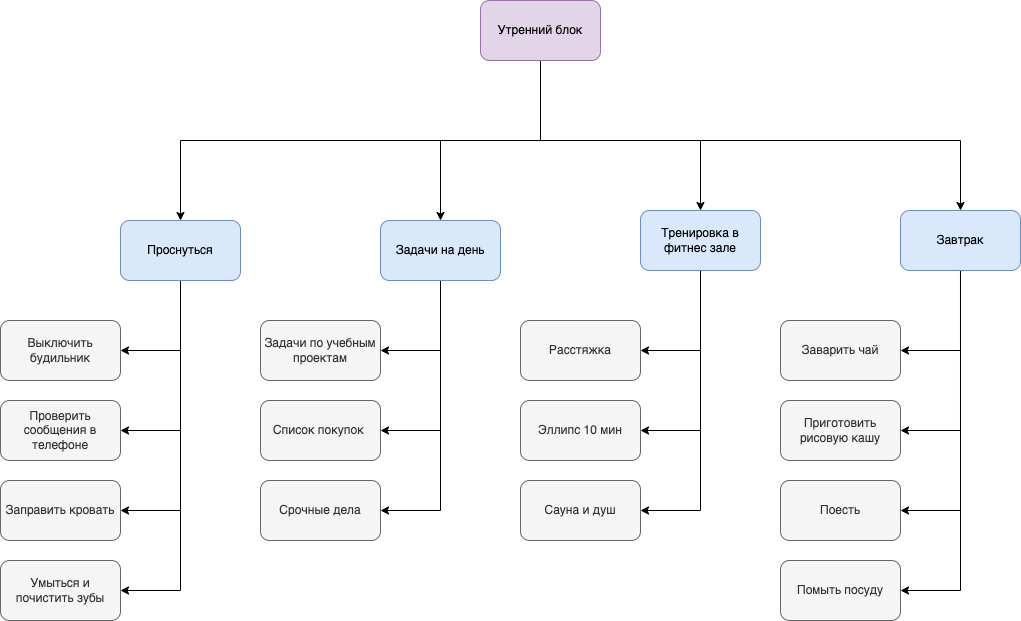 Утренний блок
Проснуться
Задачи на день
Тренировка в
фитнес зале
Завтрак
Выключить
будильник
Задачи по учебным
проектам
Расстяжка
Заварить чай
Проверить
сообщения в
телефоне
Список покупок
Эллипс 10 мин
Приготовить
рисовую кашу
Заправить кровать
Срочные дела
Сауна и душ
Поесть
Умыться и
почистить зубы
Помыть посуду